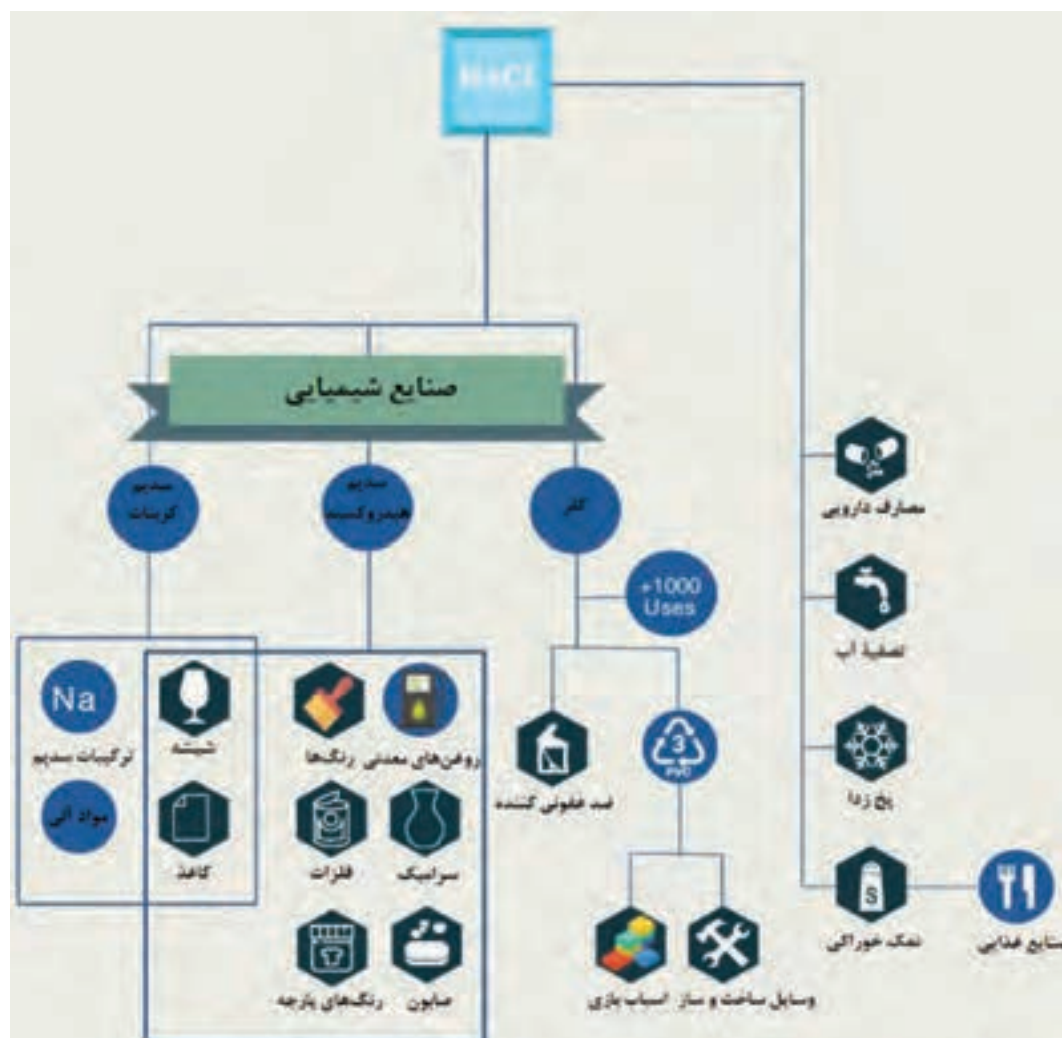 NaCl
صنایع شیمیایی
مصارف دارویی
تصفیهٔ آب
یخ زدا
نمک خوراکی
S
صنایع غذایی
کلر
+1000
Uses
ضد عفونی کننده
3
PVC
وسایل ساخت و ساز
اسباب بازی
سدیم
هیدروکسید
روغن‌های معدنی
رنگ‌ها
سرامیک
فلزات
صابون
رنگ‌های پارچه
سدیم
کربنات
شیشه
کاغذ
Na
ترکیبات سدیم
مواد آلی